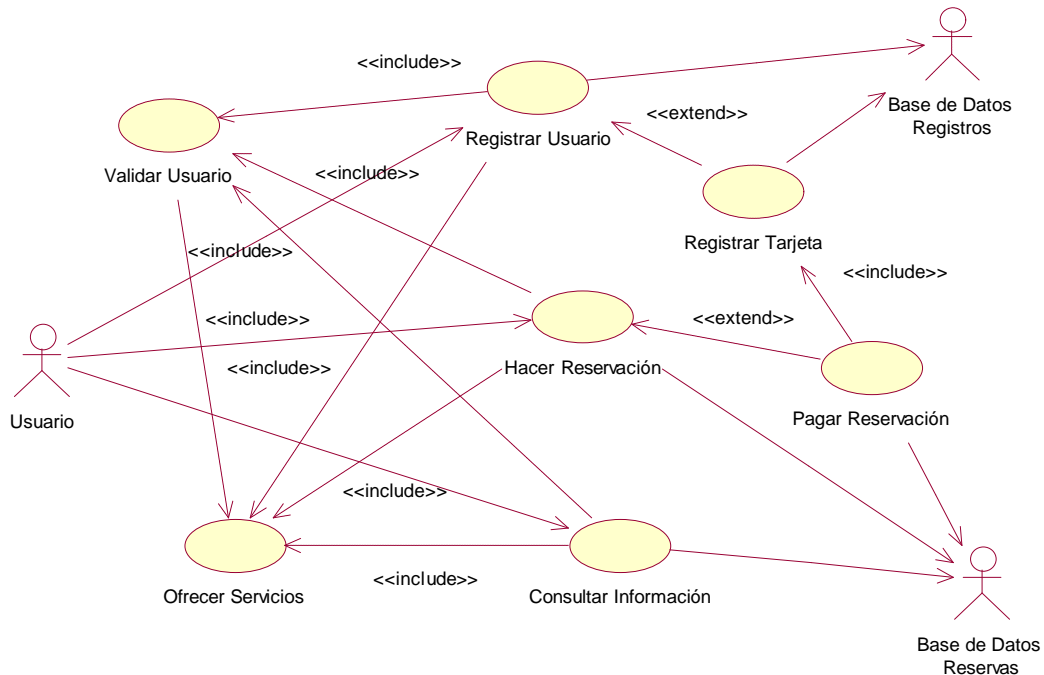 <<include>>
Base de Datos
Registros
<<extend>>
Registrar Usuario
Validar Usuario
<<include>>
Registrar Tarjeta
<<include>>
<<include>>
<<include>>
<<extend>>
<<include>>
Hacer Reservación
Usuario
Pagar Reservación
<<include>>
<<include>>
Ofrecer Servicios
Consultar Información
Base de Datos
Reservas